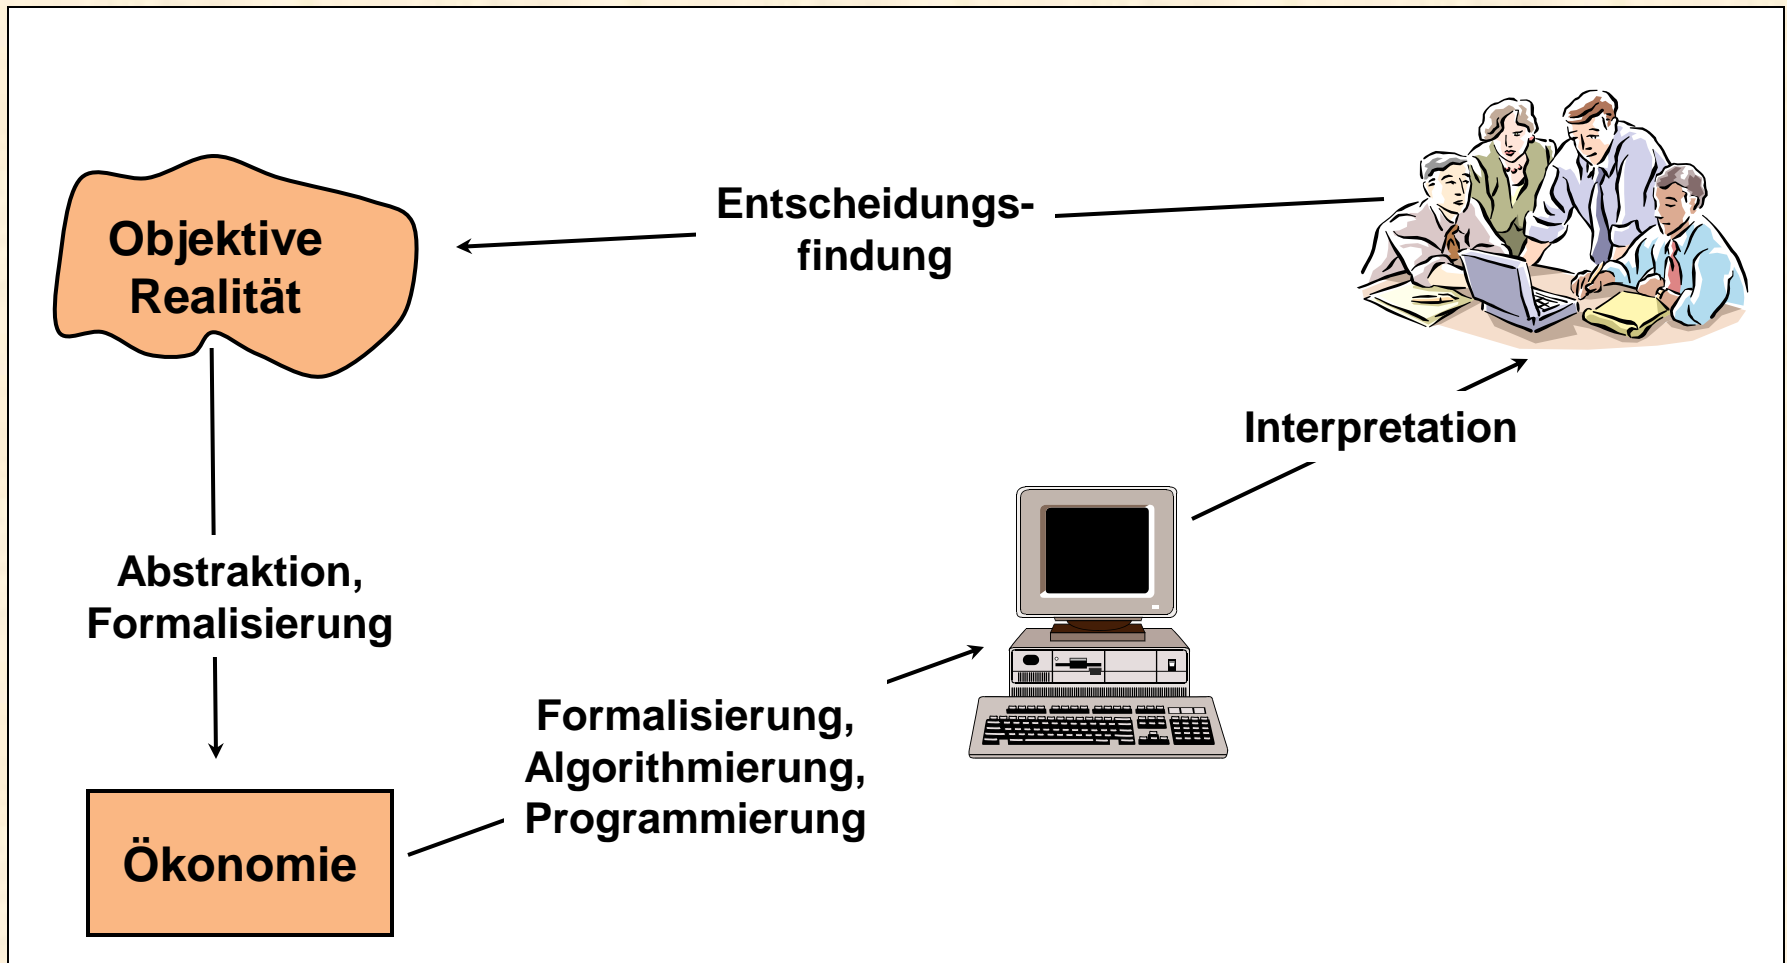 Objektive
Realität
Entscheidungs-
findung
Interpretation
Abstraktion,
Formalisierung
Formalisierung,
Algorithmierung,
Programmierung
Ökonomie